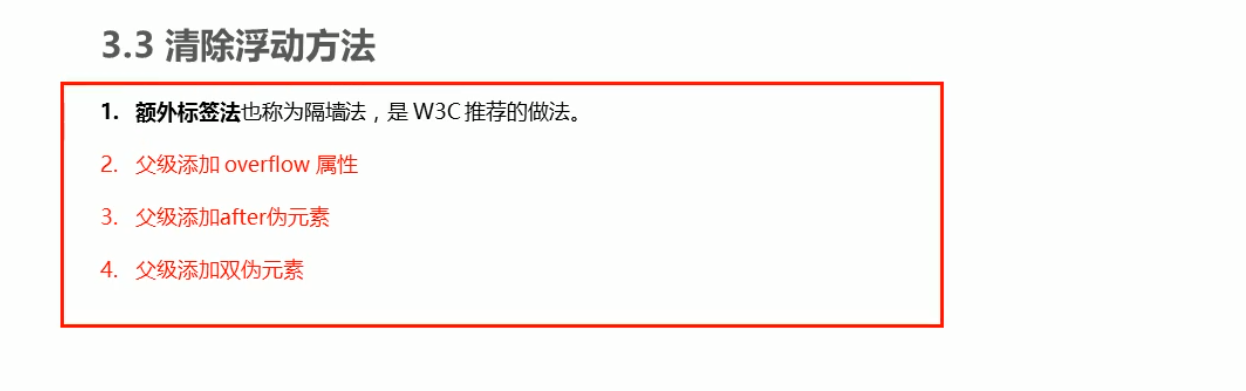 3.3 清除浮动方法
1. 额外标签法也称为隔墙法，是 W3C 推荐的做法。
2. 父级添加 overflow 属性
3. 父级添加after伪元素
4. 父级添加双伪元素